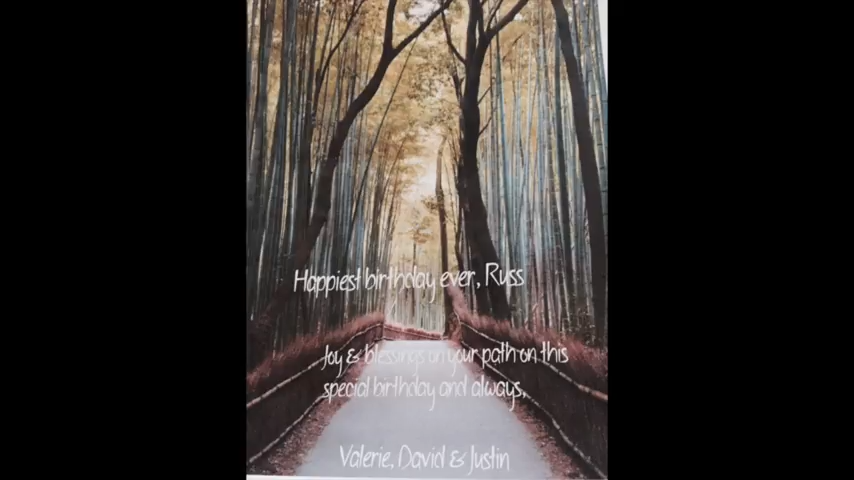 Happiest birthday ever, Russ
Joy & blessings on your path on this
special birthday and always,
Valerie, David & Justin